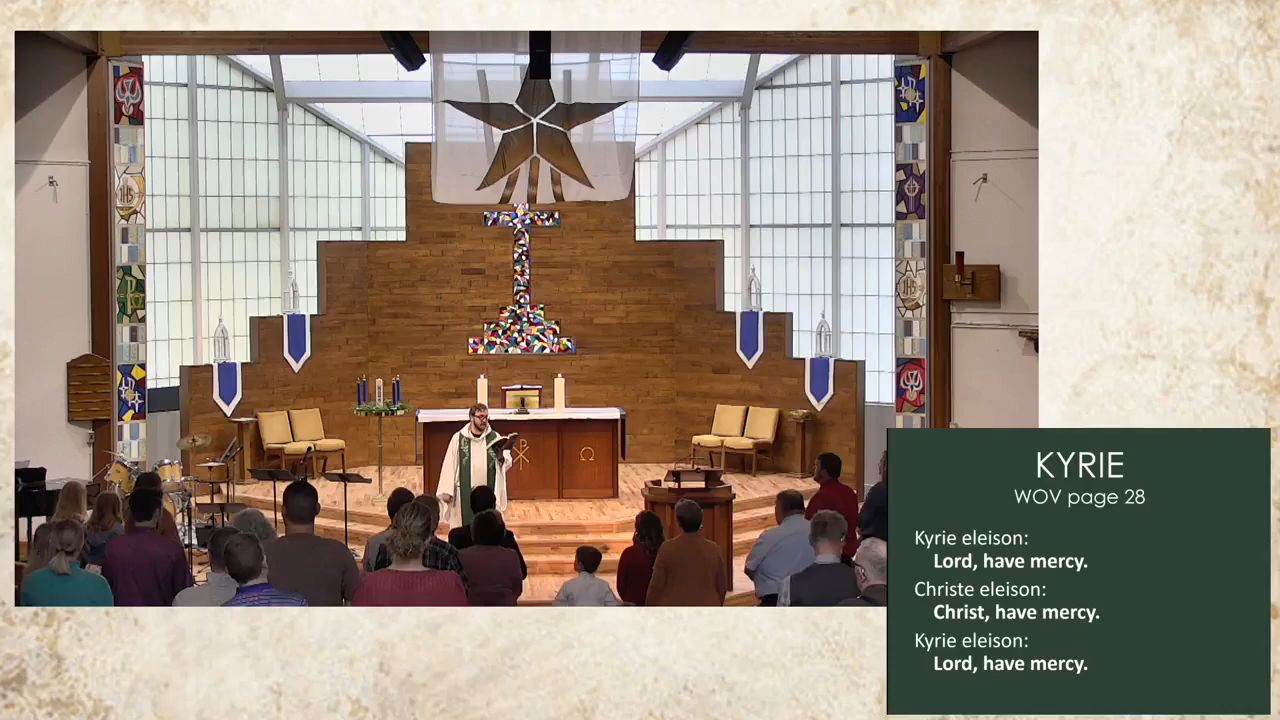 KYRIE
WOV page 28
Kyrie eleison:
Lord, have mercy.
Christe eleison:
Christ, have mercy.
Kyrie eleison:
Lord, have mercy.